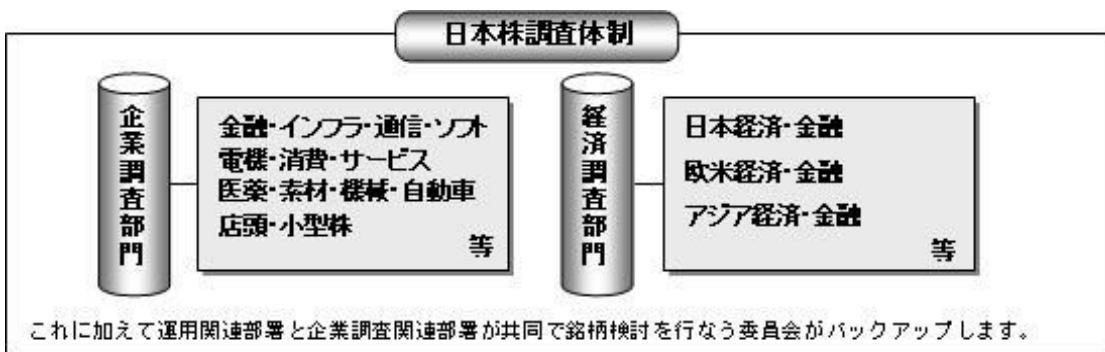 日本株調査体制
企業調査部門
金融・インフラ・通信・ソフト
電機・消費・サービス
医薬・素材・機械・自動車
店頭・小型株
等
経済調査部門
日本経済・金融
欧米経済・金融
アジア経済・金融
等
これに加えて運用関連部署と企業調査関連部署が共同で銘柄検討を行なう委員会がバックアップします。